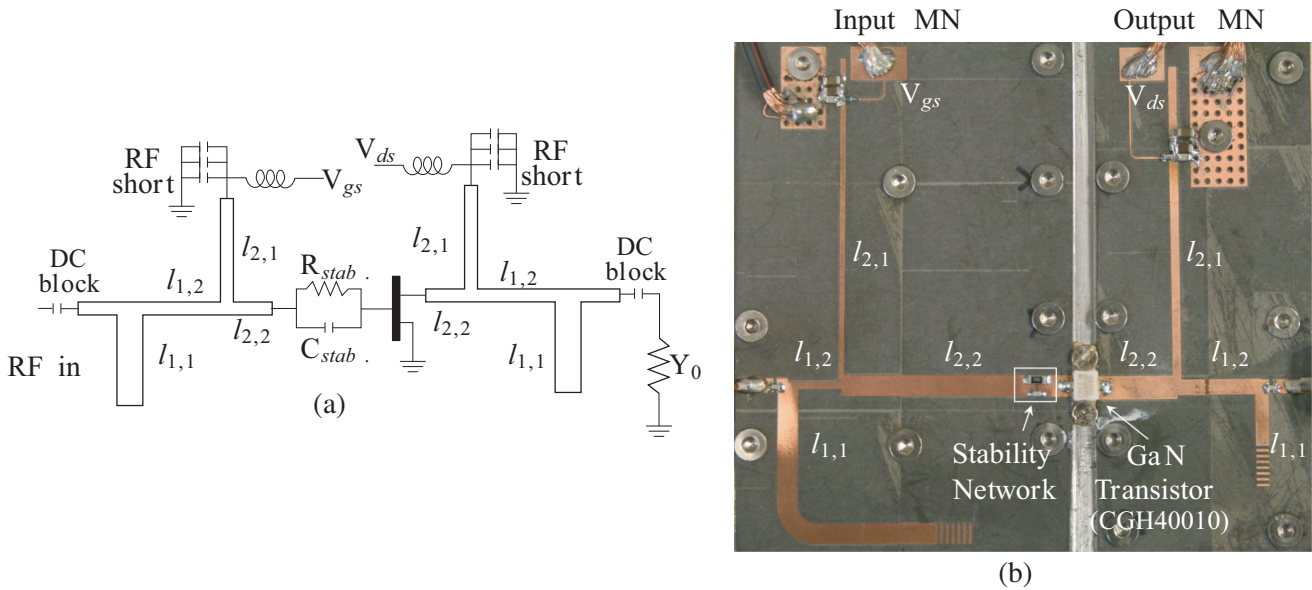 Input MN
Output MN
RF
short
V_gs
V_ds
RF
short
DC
block
l_1,2
l_2,1
l_2,2
l_1,1
RF in
R_stab .
C_stab .
l_2,1
l_1,2
l_2,2
l_1,1
DC
block
Y_0
(a)
V_gs
V_ds
l_2,1
l_2,1
l_1,2
l_2,2
l_2,2
l_1,2
l_1,1
l_1,1
Stability
Network
GaN
Transistor
(CGH40010)
(b)